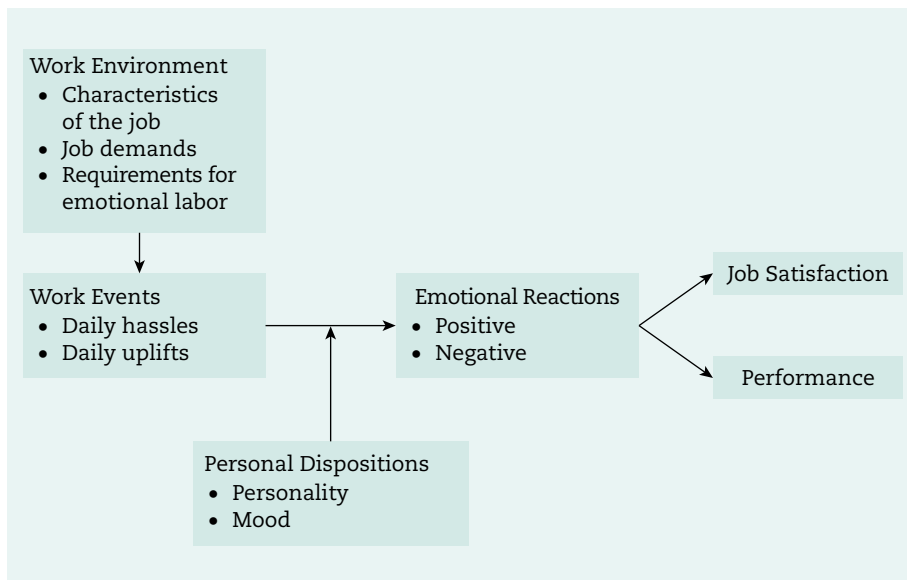 Work Environment
• Characteristics
of the job
• Job demands
• Requirements for
emotional labor
Work Events
• Daily hassles
• Daily uplifts
Emotional Reactions
• Positive
• Negative
Job Satisfaction
Performance
Personal Dispositions
• Personality
• Mood